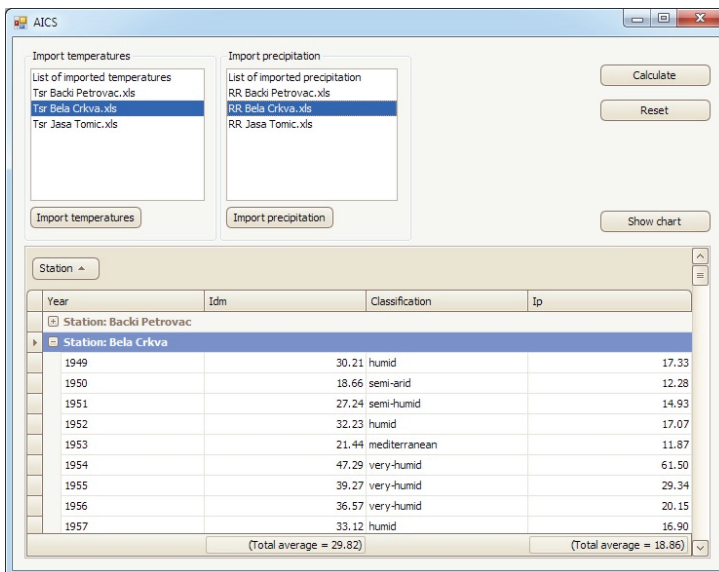 AICS
Import temperatures
List of imported temperatures
Tsr Backi Petrovac.xls
Tsr Bela Crkva.xls
Tsr Jasa Tomic.xls
Import temperatures
Import precipitation
List of imported precipitation
RR Backi Petrovac.xls
RR Bela Crkva.xls
RR Jasa Tomic.xls
Import precipitation
Calculate
Reset
Show chart
Station
Year Idm Classification Ip
Station: Backi Petrovac
Station: Bela Crkva
1949 30.21 humid 17.33
1950 18.66 semi-arid 12.28
1951 27.24 semi-humid 14.93
1952 32.23 humid 17.07
1953 21.44 mediterranean 11.87
1954 47.29 very-humid 61.50
1955 39.27 very-humid 29.34
1956 36.57 very-humid 20.15
1957 33.12 humid 16.90
(Total average = 29.82) (Total average = 18.86)